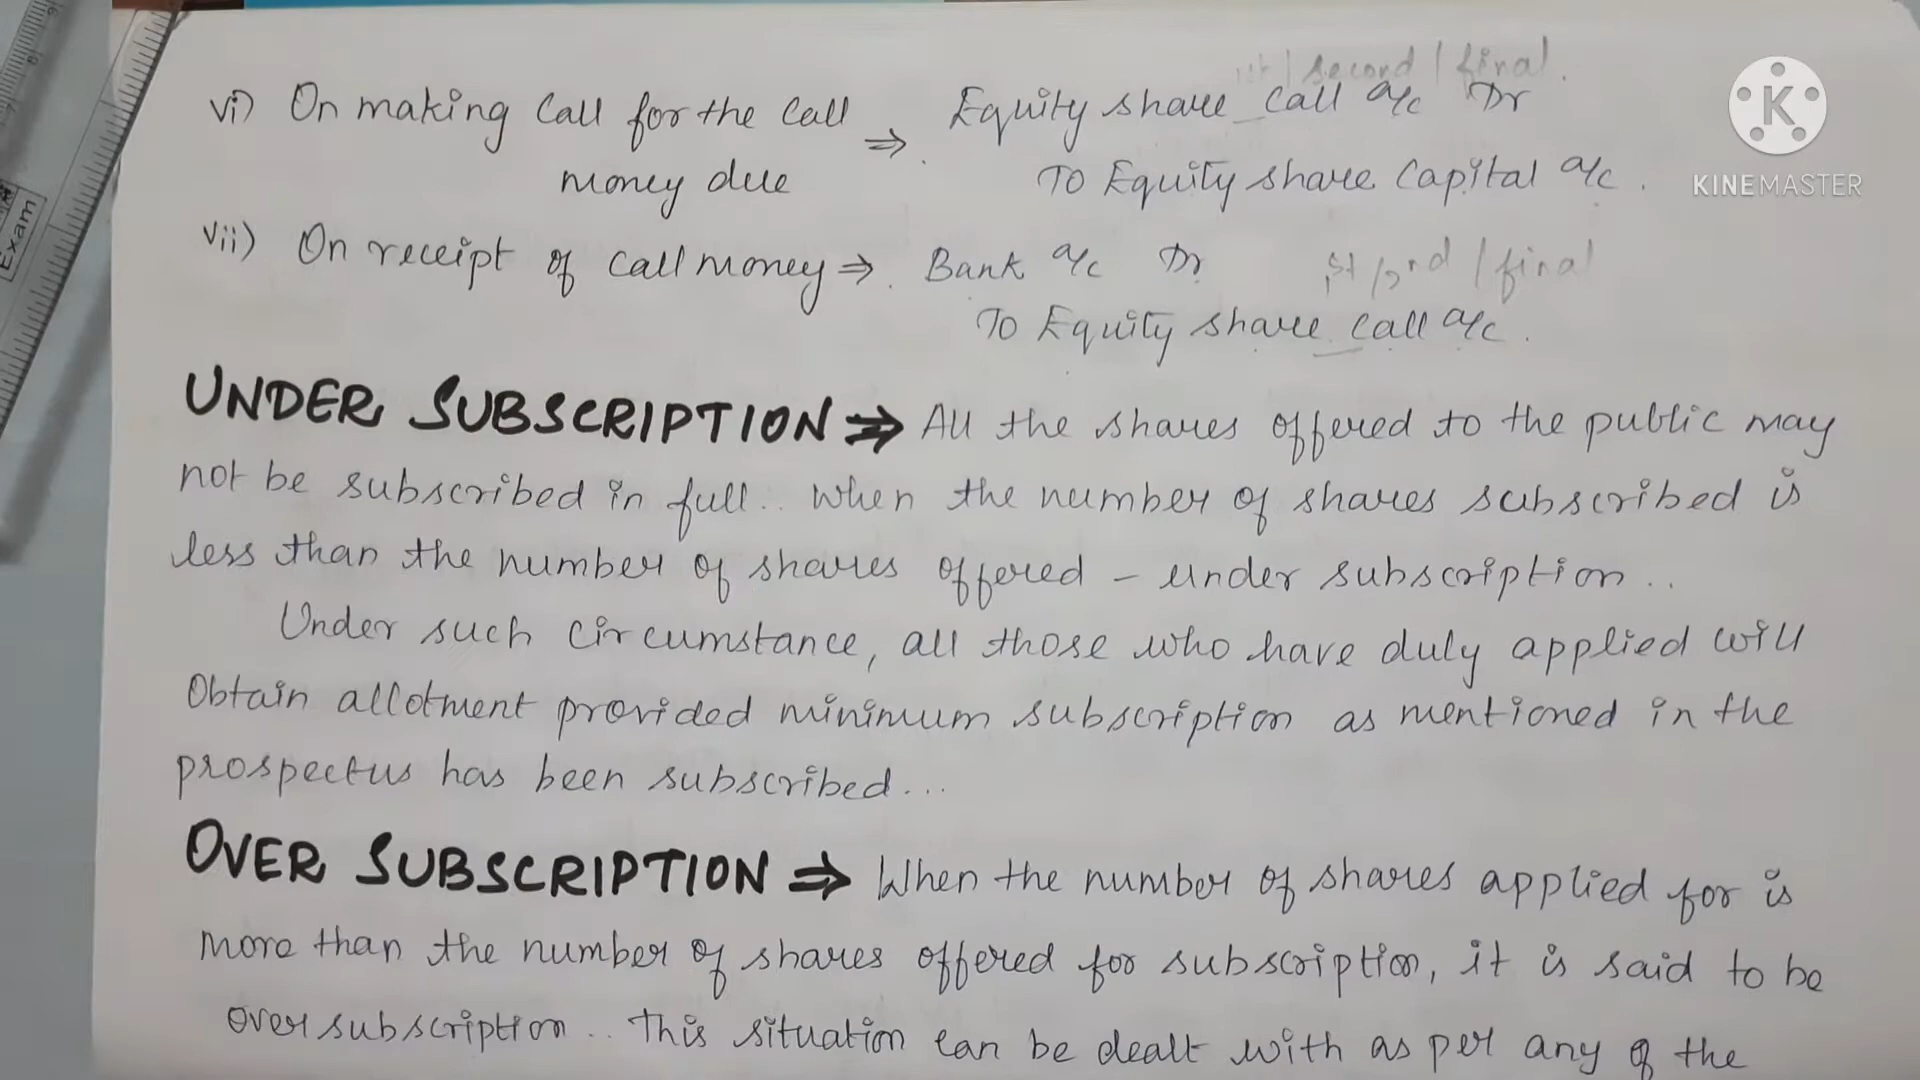 1st / second / final.
vi) On making Call for the Call ⇒ Equity share call a/c Dr
money due To Equity share Capital a/c.
KINEMASTER
vii) On receipt of call money ⇒ Bank a/c Dr 1st / 2nd / final
To Equity share call a/c.
UNDER SUBSCRIPTION ⇒ All the shares offered to the public may
not be subscribed in full.. When the number of shares subscribed is
less than the number of shares offered – under subscription..
Under such circumstance, all those who have duly applied will
Obtain allotment provided minimum subscription as mentioned in the
prospectus has been subscribed...
OVER SUBSCRIPTION ⇒ When the number of shares applied for is
more than the number of shares offered for subscription, it is said to be
over subscription.. This situation can be dealt with as per any of the
Exam